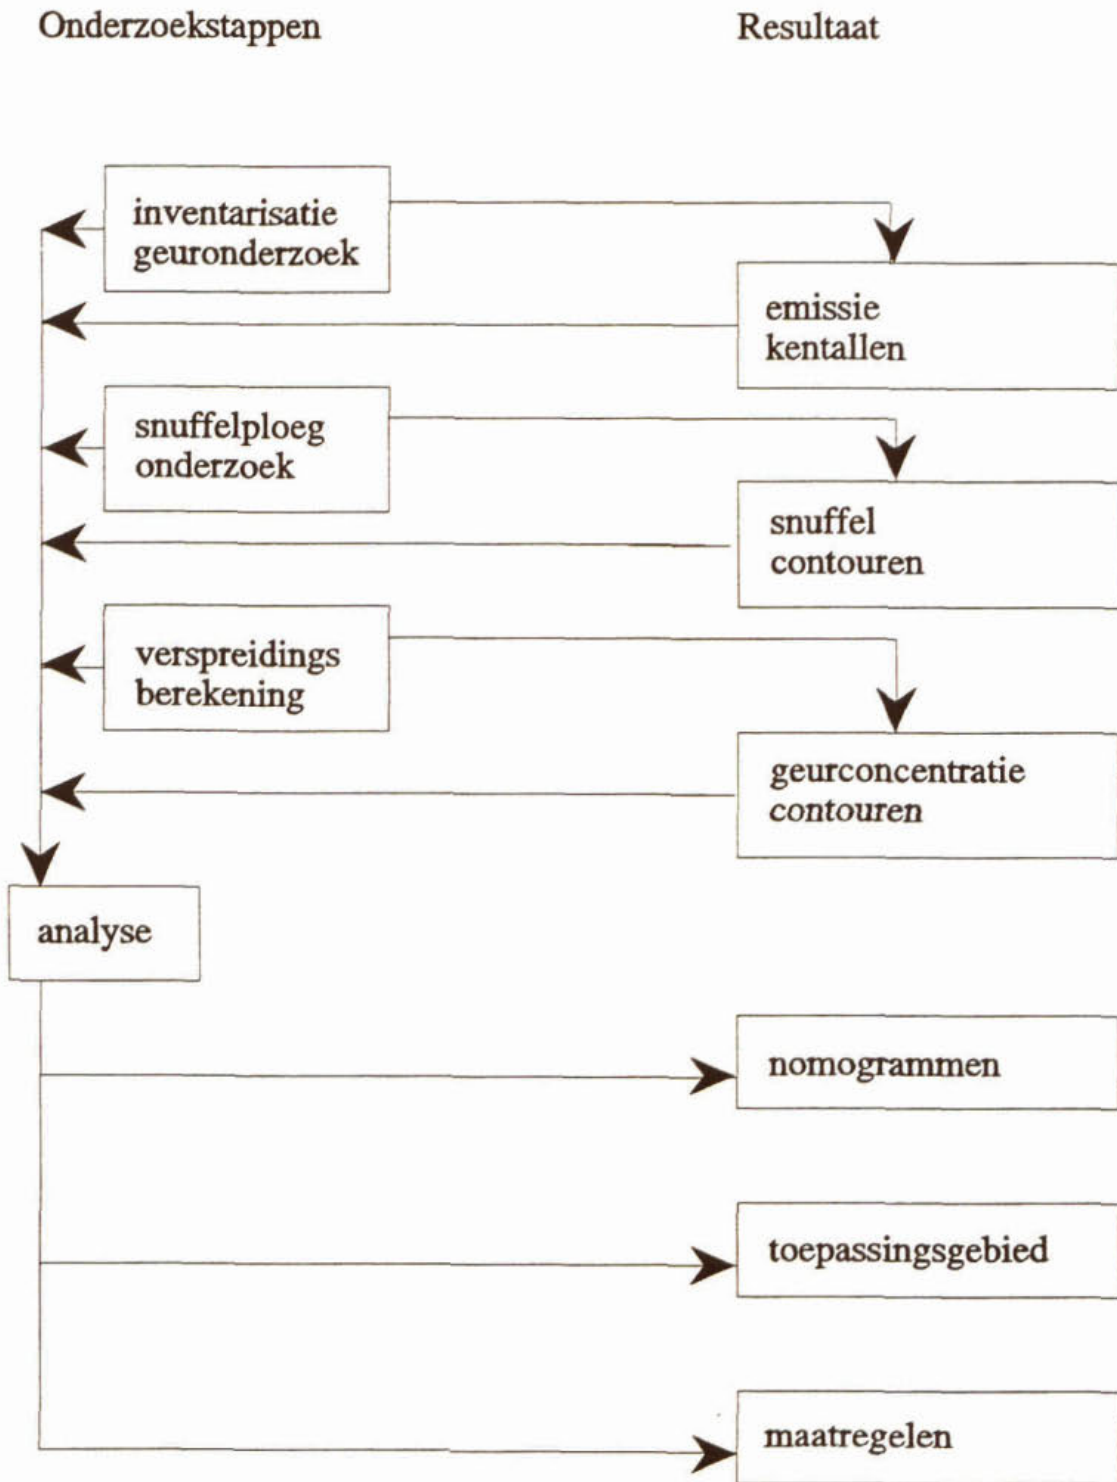 Onderzoekstappen
Resultaat
inventarisatie
geuronderzoek
emissie
kentallen
snuffelploeg
onderzoek
snuffel
contouren
verspreidings
berekening
geurconcentratie
contouren
analyse
nomogrammen
toepassingsgebied
maatregelen